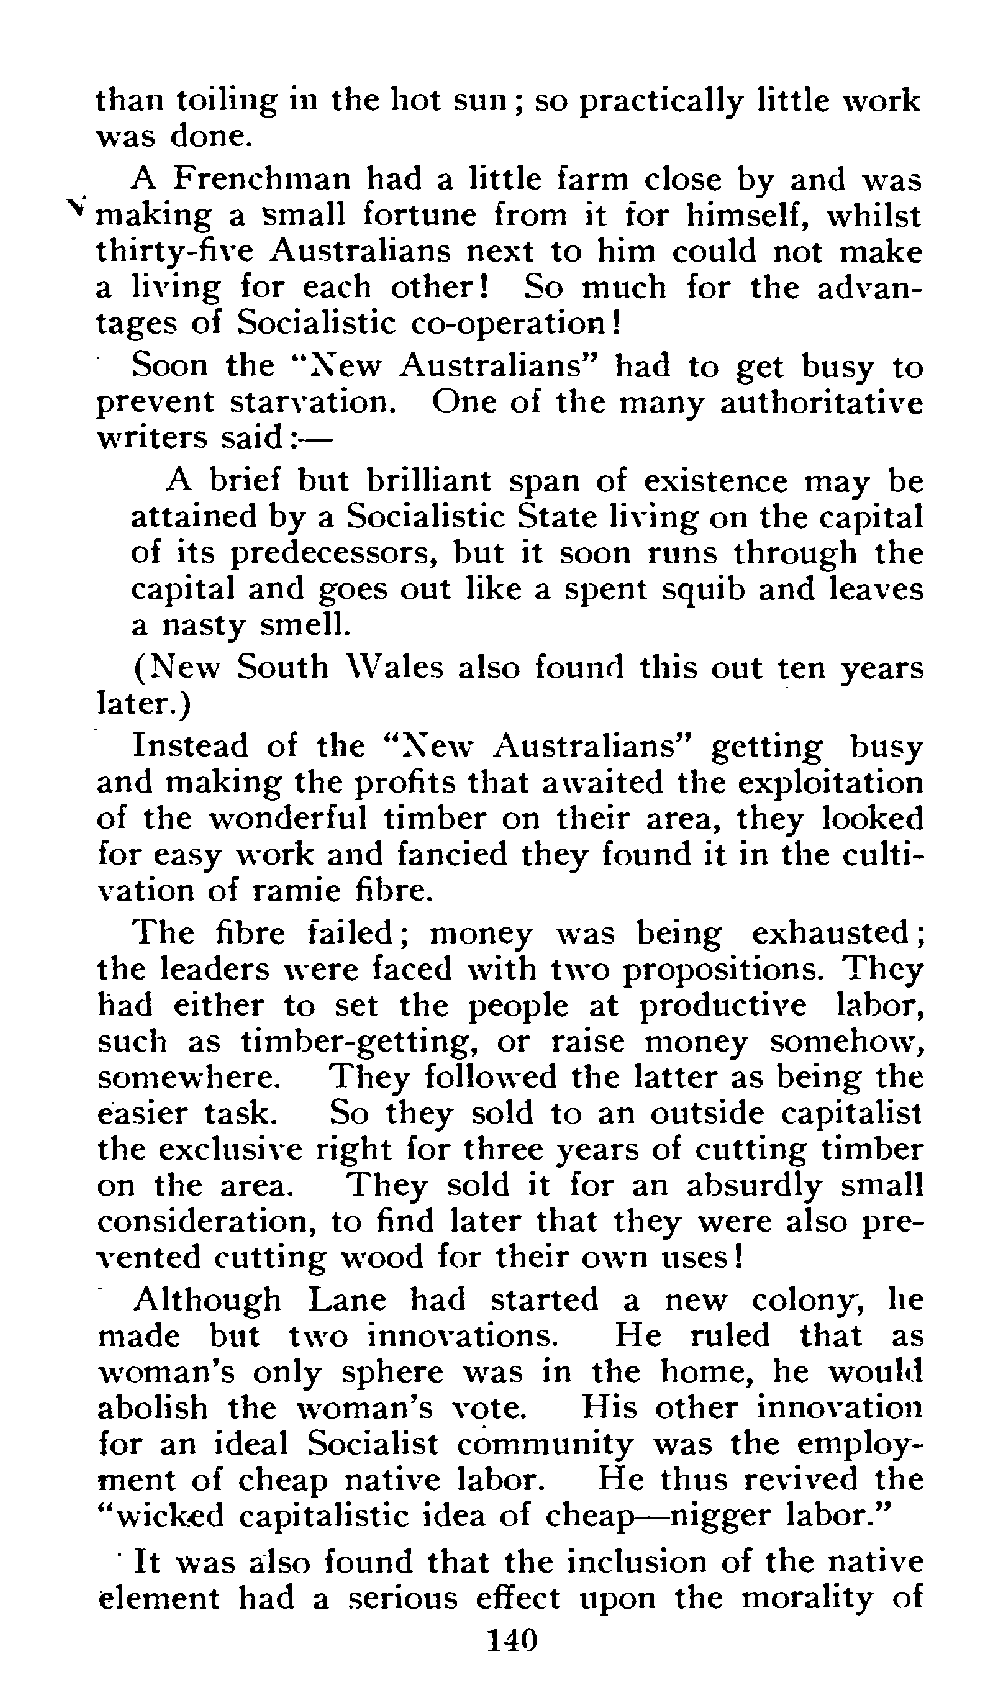 than toiling in the hot sun; so practically little work
was done.
A Frenchman had a little farm close by and was
making a small fortune from it for himself, whilst
thirty-five Australians next to him could not make
a living for each other! So much for the advan-
tages of Socialistic co-operation!
Soon the "New Australians" had to get busy to
prevent starvation. One of the many authoritative
writers said:—
A brief but brilliant span of existence may be
attained by a Socialistic State living on the capital
of its predecessors, but it soon runs through the
capital and goes out like a spent squib and leaves
a nasty smell.
(New South Wales also found this out ten years
later.)
Instead of the "New Australians" getting busy
and making the profits that awaited the exploitation
of the wonderful timber on their area, they looked
for easy work and fancied they found it in the culti-
vation of ramie fibre.
The fibre failed; money was being exhausted;
the leaders were faced with two propositions. They
had either to set the people at productive labor,
such as timber-getting, or raise money somehow,
somewhere. They followed the latter as being the
easier task. So they sold to an outside capitalist
the exclusive right for three years of cutting timber
on the area. They sold it for an absurdly small
consideration, to find later that they were also pre-
vented cutting wood for their own uses!
Although Lane had started a new colony, he
made but two innovations. He ruled that as
woman's only sphere was in the home, he would
abolish the woman's vote. His other innovation
for an ideal Socialist community was the employ-
ment of cheap native labor. He thus revived the
"wicked capitalistic idea of cheap—nigger labor."
It was also found that the inclusion of the native
element had a serious effect upon the morality of
140